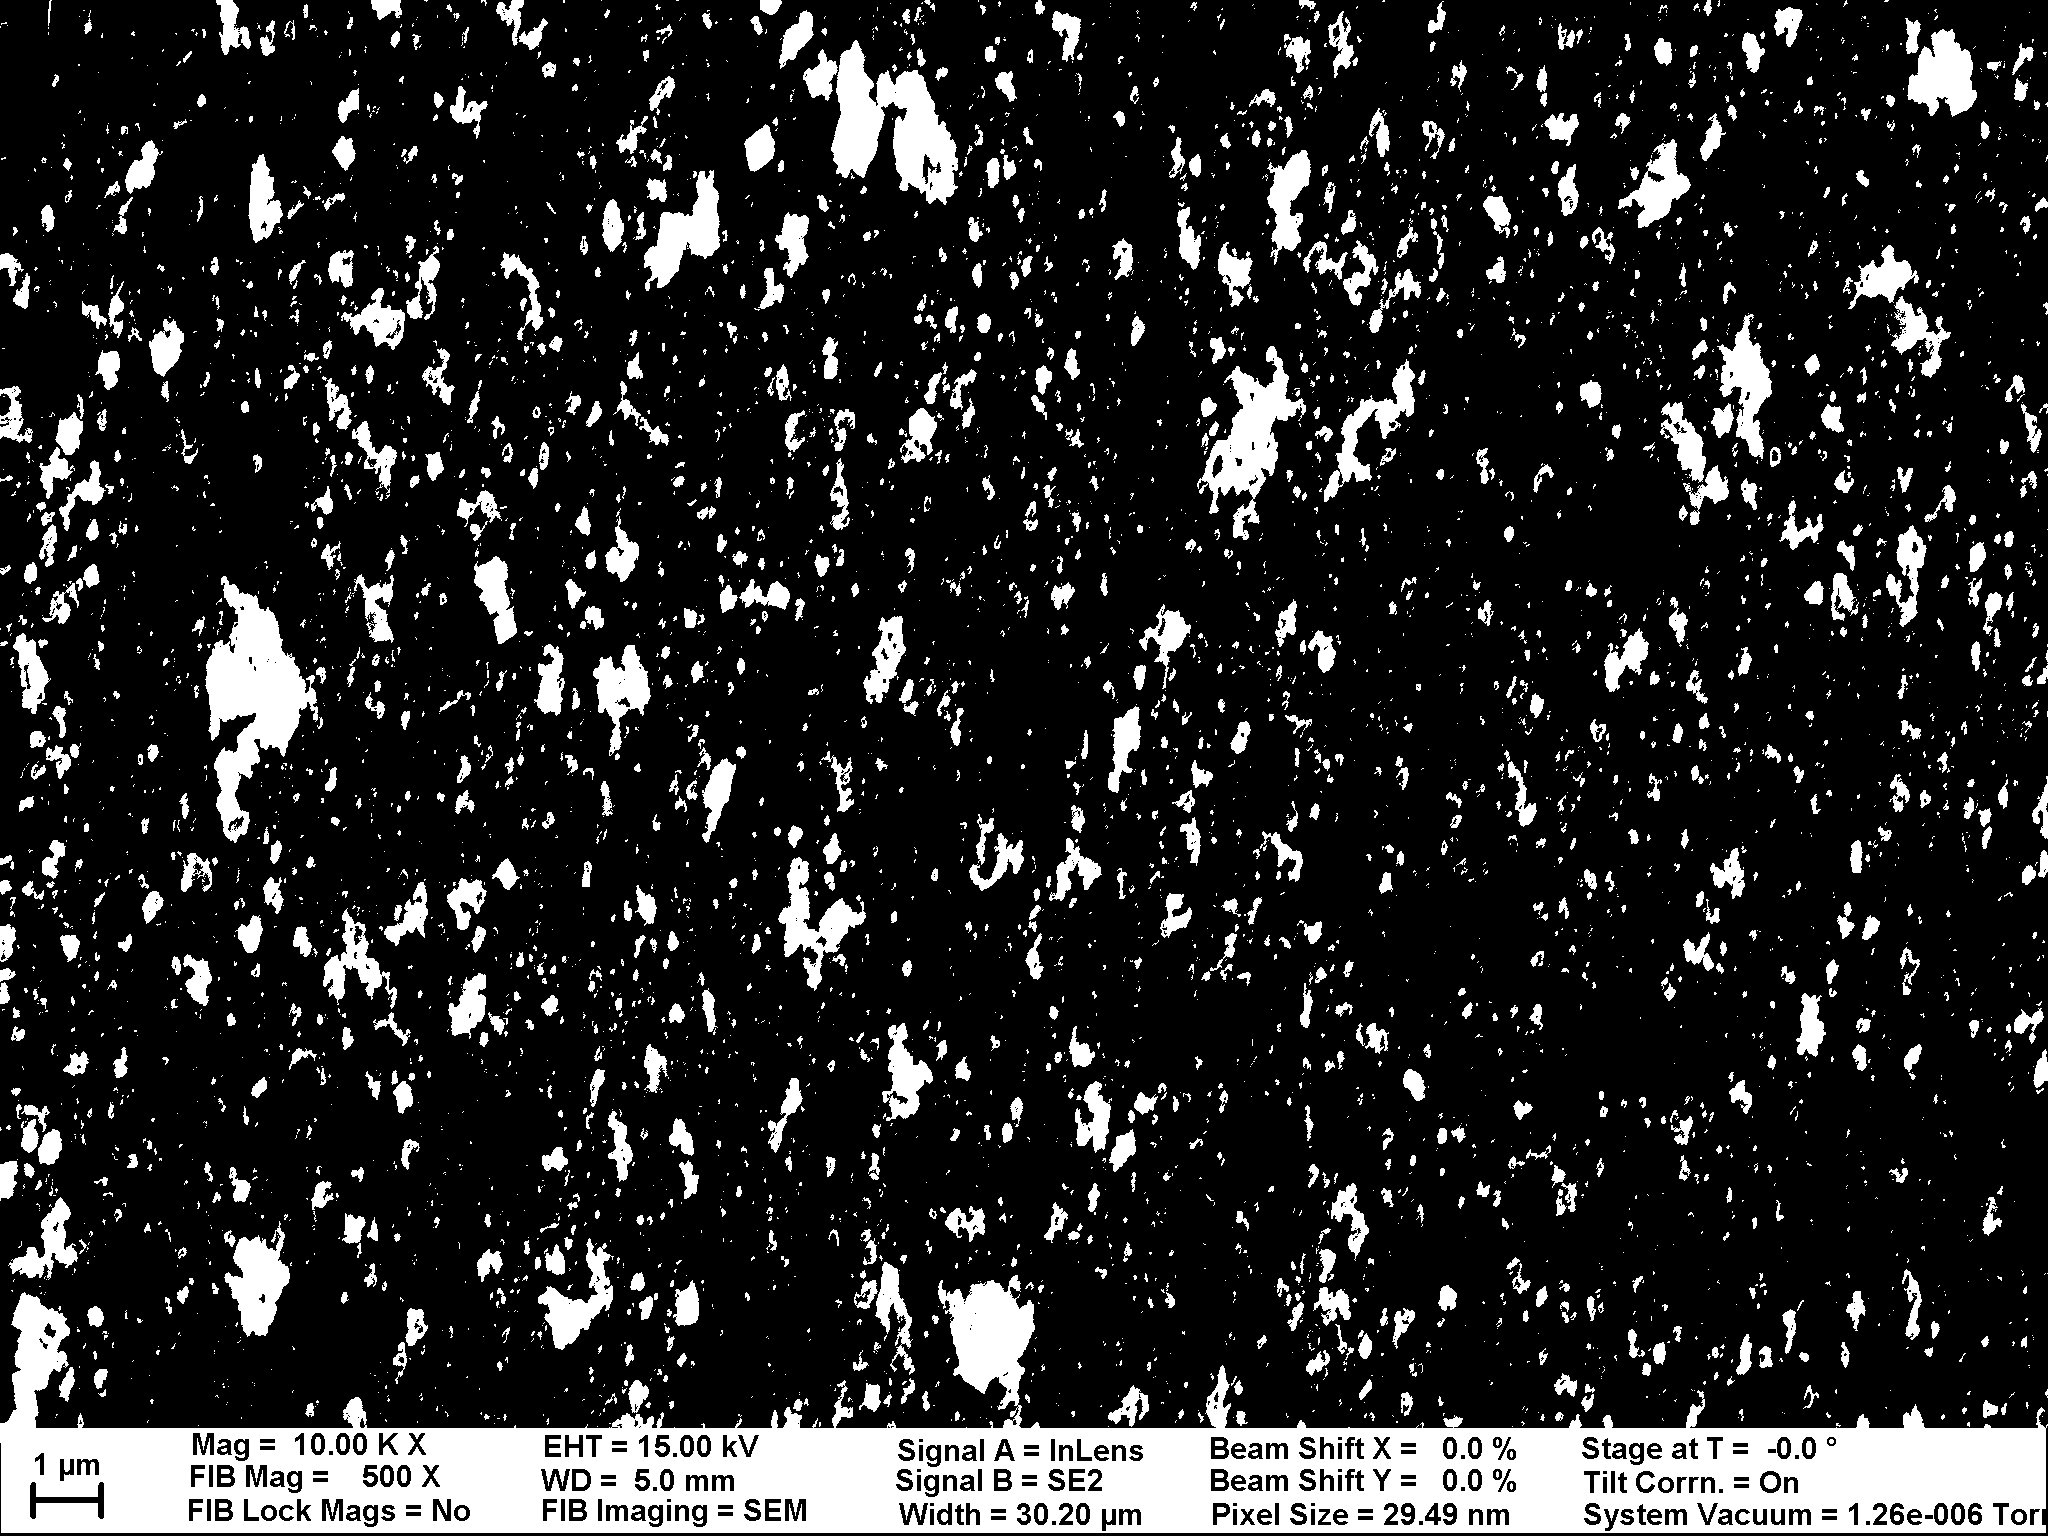 1 µm
Mag = 10.00 K X
FIB Mag = 500 X
FIB Lock Mags = No
EHT = 15.00 kV
WD = 5.0 mm
FIB Imaging = SEM
Signal A = InLens
Signal B = SE2
Width = 30.20 µm
Beam Shift X = 0.0 %
Beam Shift Y = 0.0 %
Pixel Size = 29.49 nm
Stage at T = -0.0 °
Tilt Corrn. = On
System Vacuum = 1.26e-006